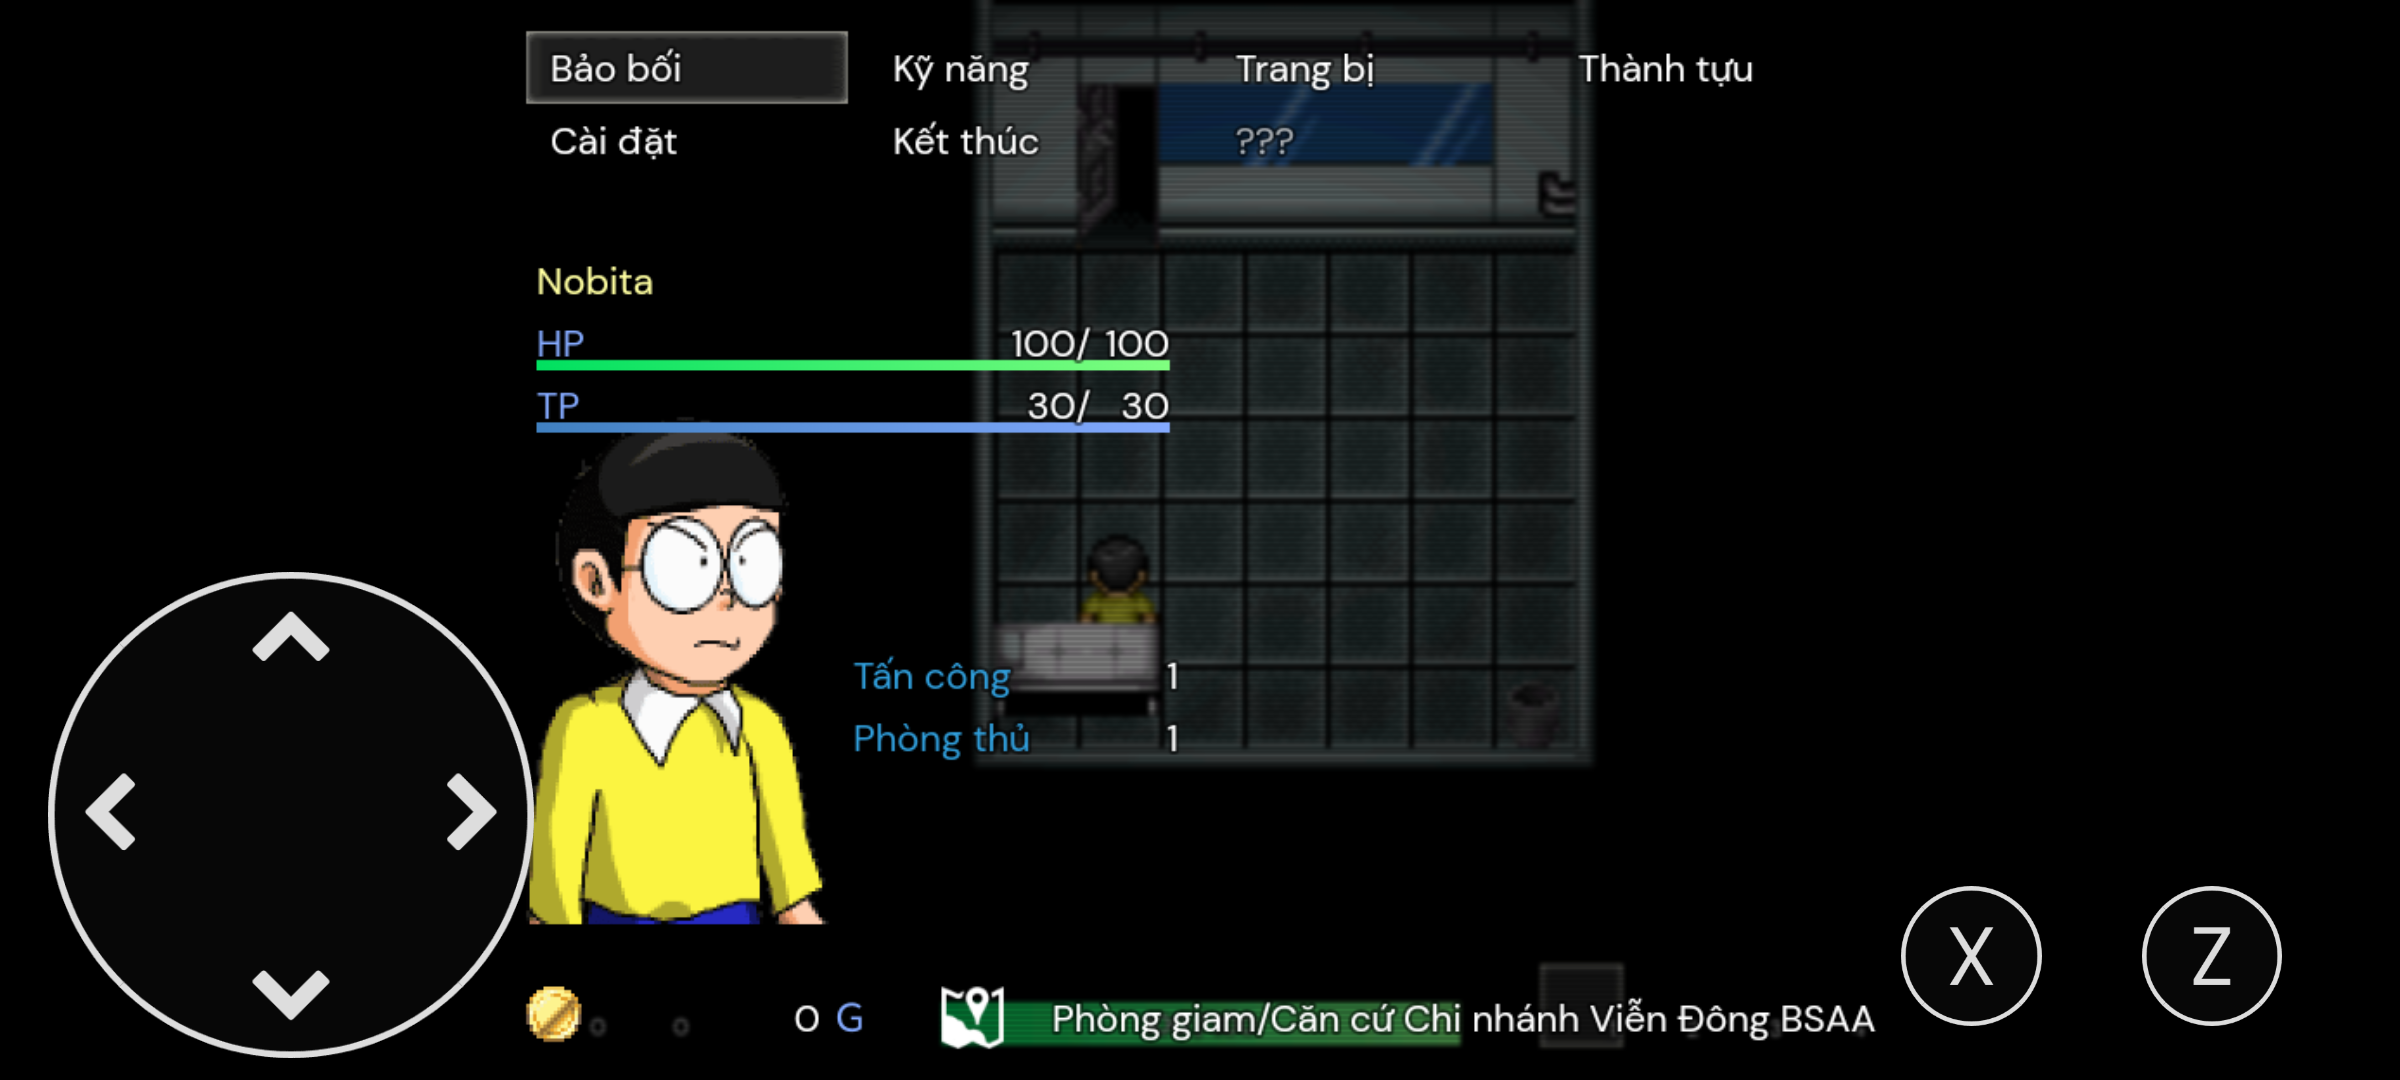 Bảo bối Kỹ năng Trang bị Thành tựu
Cài đặt Kết thúc ???
Nobita
HP 100/ 100
TP 30/ 30
Tấn công 1
Phòng thủ 1
0 G
Phòng giam/Căn cứ Chi nhánh Viễn Đông BSAA
X Z